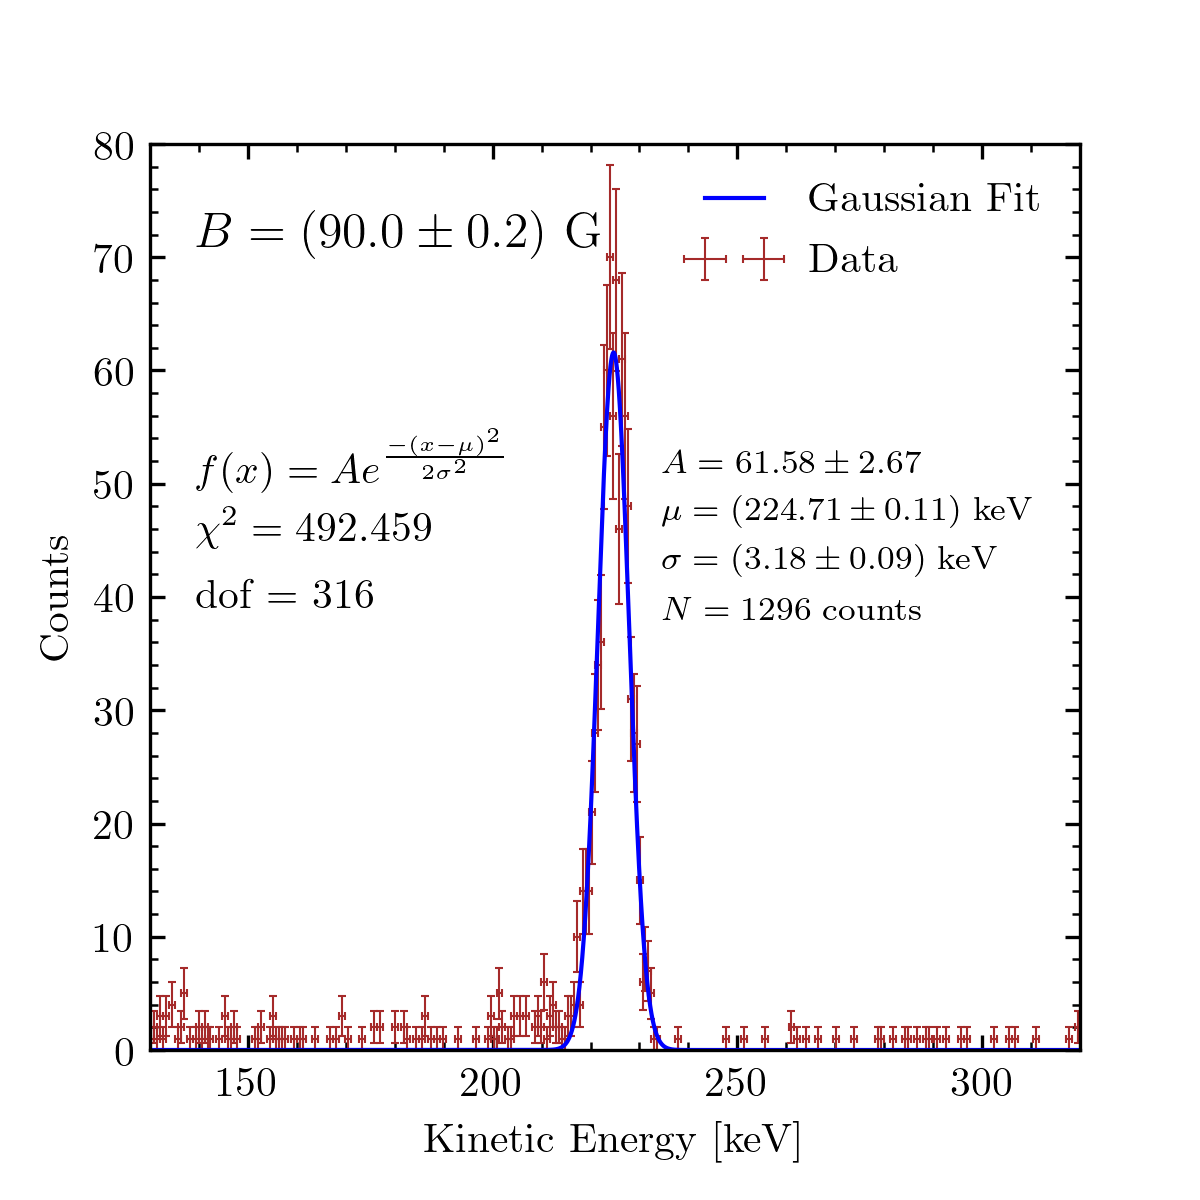 B = (90.0 ± 0.2) G
Gaussian Fit
Data
f(x) = Ae^{\frac{-(x-μ)^2}{2σ^2}}
χ² = 492.459
dof = 316
A = 61.58 ± 2.67
μ = (224.71 ± 0.11) keV
σ = (3.18 ± 0.09) keV
N = 1296 counts
Counts
80
70
60
50
40
30
20
10
0
150 200 250 300
Kinetic Energy [keV]